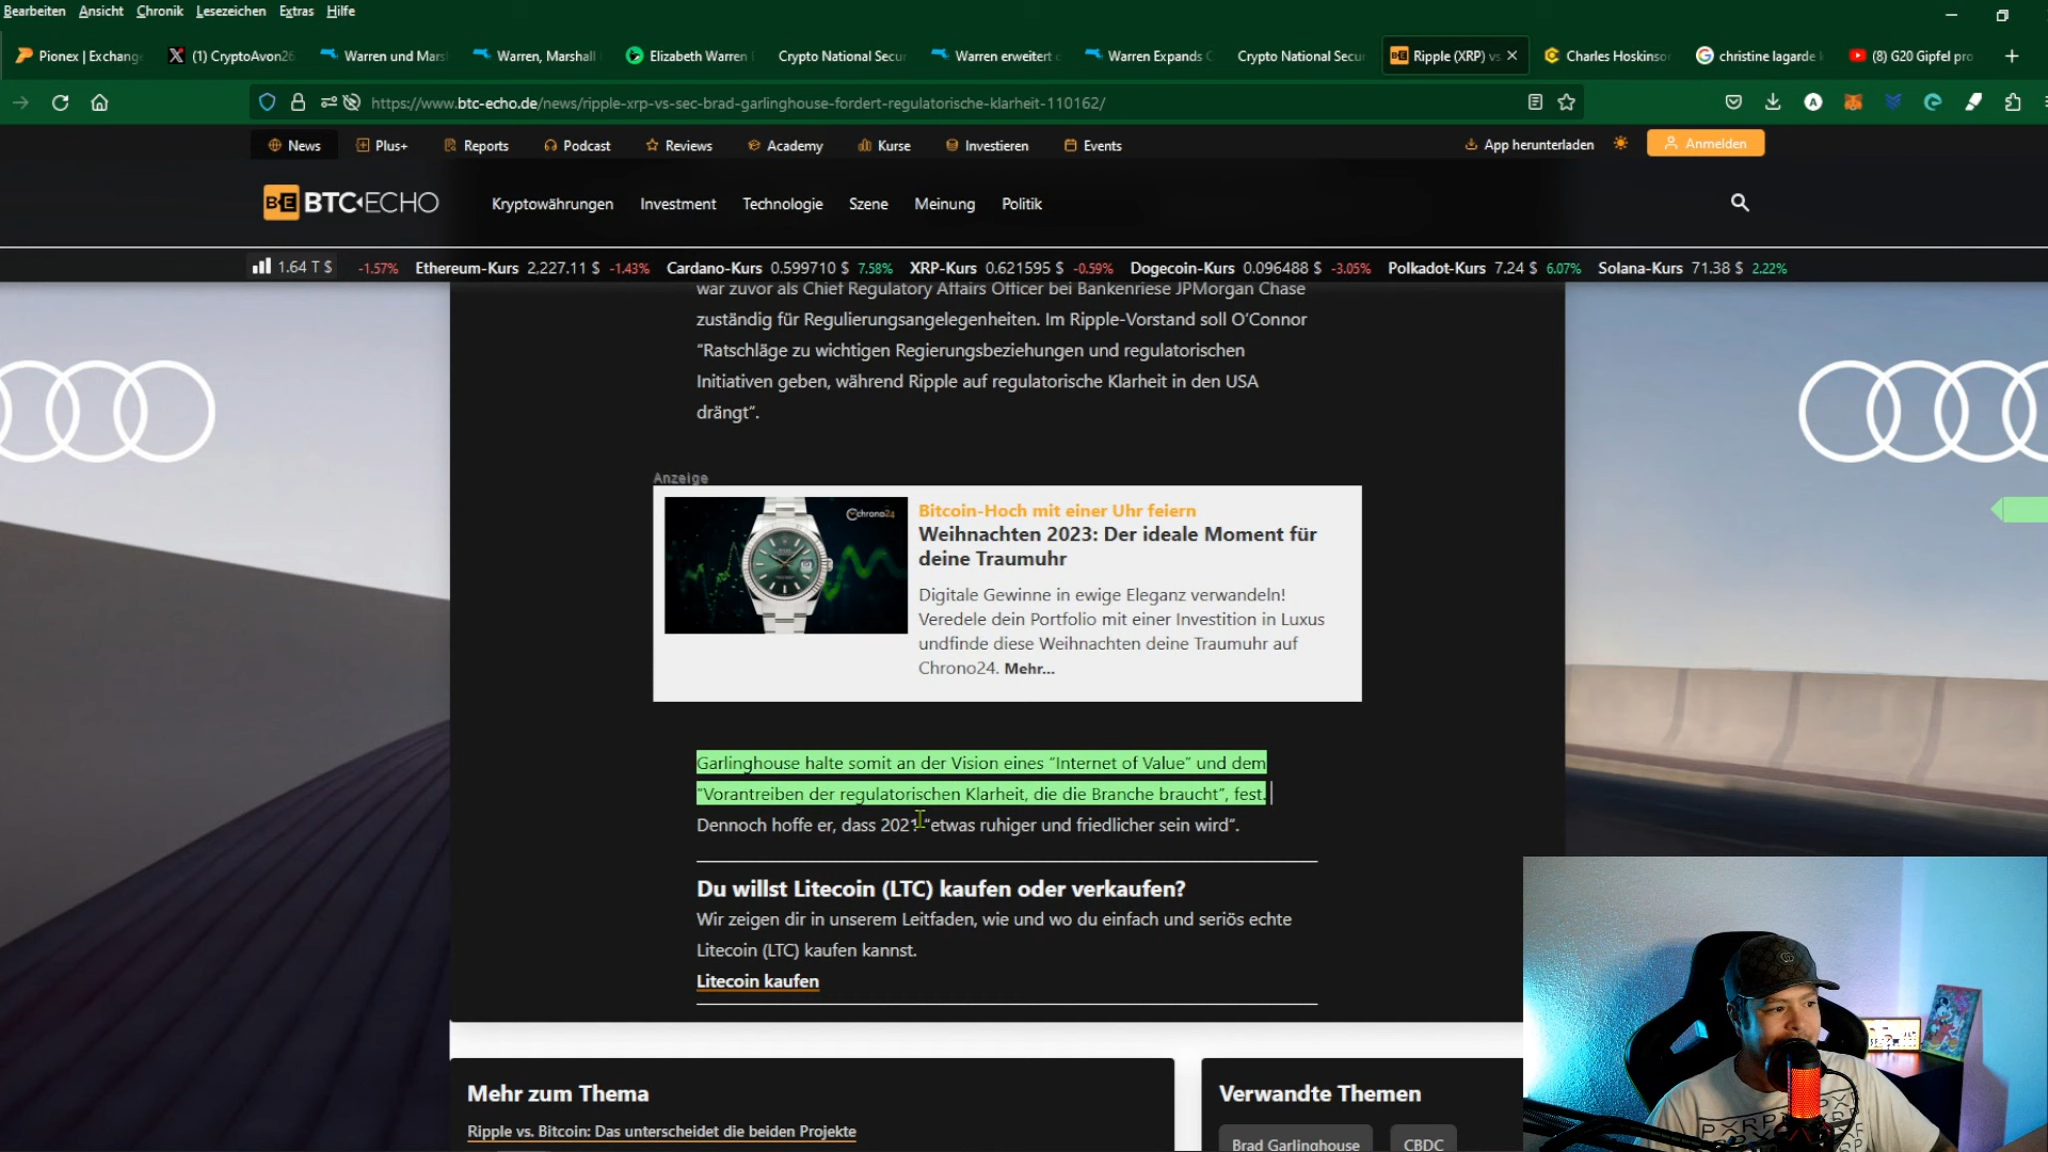 Bearbeiten Ansicht Chronik Lesezeichen Extras Hilfe
Pionex | Exchange
(1) CryptoAvon26
Warren und Mars
Warren, Marshall
Elizabeth Warren
Crypto National Secu
Warren erweitert
Warren Expands
Crypto National Secu
Ripple (XRP) vs
Charles Hoskinso
christine lagarde
(8) G20 Gipfel pro
https://www.btc-echo.de/news/ripple-xrp-vs-sec-brad-garlinghouse-fordert-regulatorische-klarheit-110162/
News Plus+ Reports Podcast Reviews Academy Kurse Investieren Events App herunterladen Anmelden
BTC-ECHO
Kryptowährungen Investment Technologie Szene Meinung Politik
1.64 T $ -1.57% Ethereum-Kurs 2,227.11 $ -1.43% Cardano-Kurs 0.599710 $ 7.58% XRP-Kurs 0.621595 $ -0.59% Dogecoin-Kurs 0.096488 $ -3.05% Polkadot-Kurs 7.24 $ 6.07% Solana-Kurs 71.38 $ 2.22%
war zuvor als Chief Regulatory Affairs Officer bei Bankenriese JPMorgan Chase
zuständig für Regulierungsangelegenheiten. Im Ripple-Vorstand soll O’Connor
“Ratschläge zu wichtigen Regierungsbeziehungen und regulatorischen
Initiativen geben, während Ripple auf regulatorische Klarheit in den USA
drängt”.
Anzeige
chrono24
Bitcoin-Hoch mit einer Uhr feiern
Weihnachten 2023: Der ideale Moment für
deine Traumuhr
Digitale Gewinne in ewige Eleganz verwandeln!
Veredele dein Portfolio mit einer Investition in Luxus
undfinde diese Weihnachten deine Traumuhr auf
Chrono24. Mehr...
Garlinghouse halte somit an der Vision eines “Internet of Value” und dem
“Vorantreiben der regulatorischen Klarheit, die die Branche braucht”, fest.
Dennoch hoffe er, dass 2021 “etwas ruhiger und friedlicher sein wird”.
Du willst Litecoin (LTC) kaufen oder verkaufen?
Wir zeigen dir in unserem Leitfaden, wie und wo du einfach und seriös echte
Litecoin (LTC) kaufen kannst.
Litecoin kaufen
Mehr zum Thema
Ripple vs. Bitcoin: Das unterscheidet die beiden Projekte
Verwandte Themen
Brad Garlinghouse CBDC